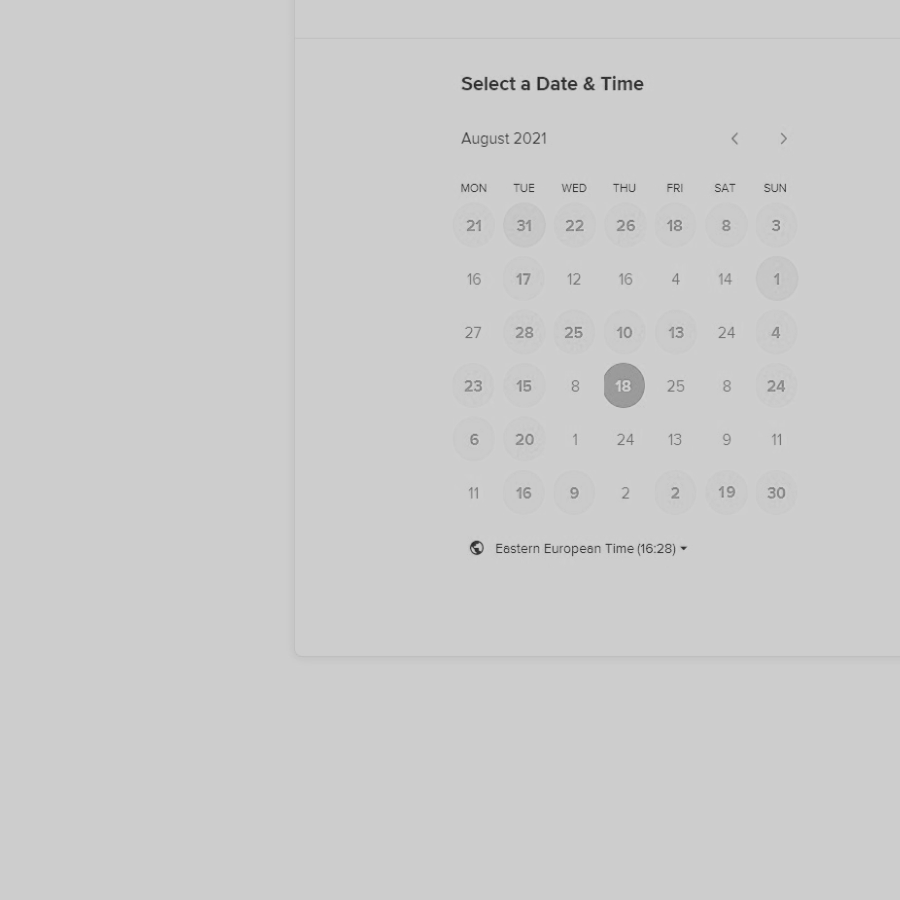 Select a Date & Time
August 2021
MON TUE WED THU FRI SAT SUN
21 31 22 26 18 8 3
16 17 12 16 4 14 1
27 28 25 10 13 24 4
23 15 8 18 25 8 24
6 20 1 24 13 9 11
11 16 9 2 2 19 30
Eastern European Time (16:28)